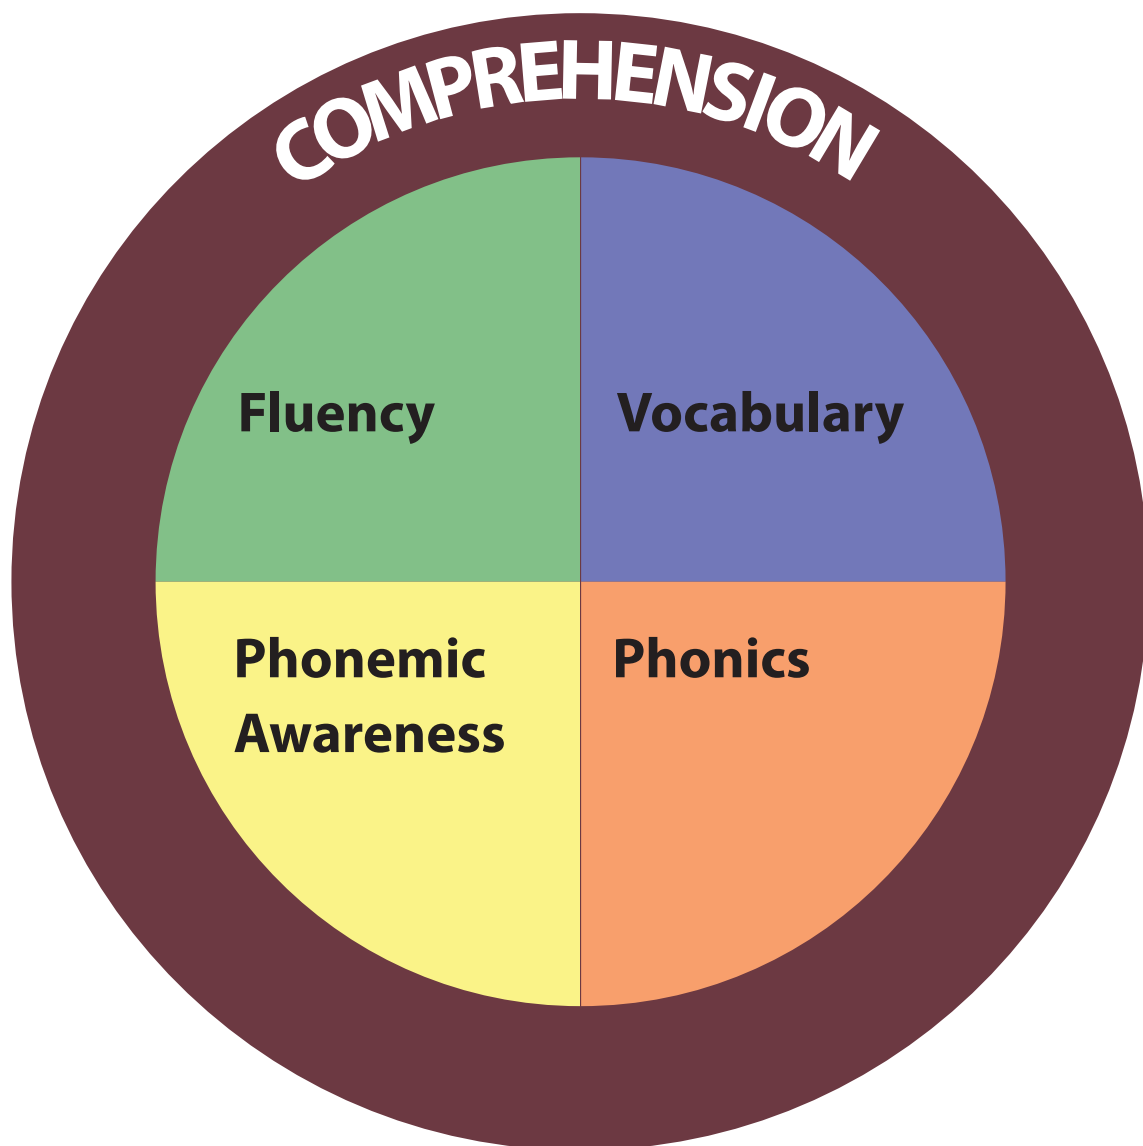 COMPREHENSION
Fluency
Vocabulary
Phonemic
Awareness
Phonics